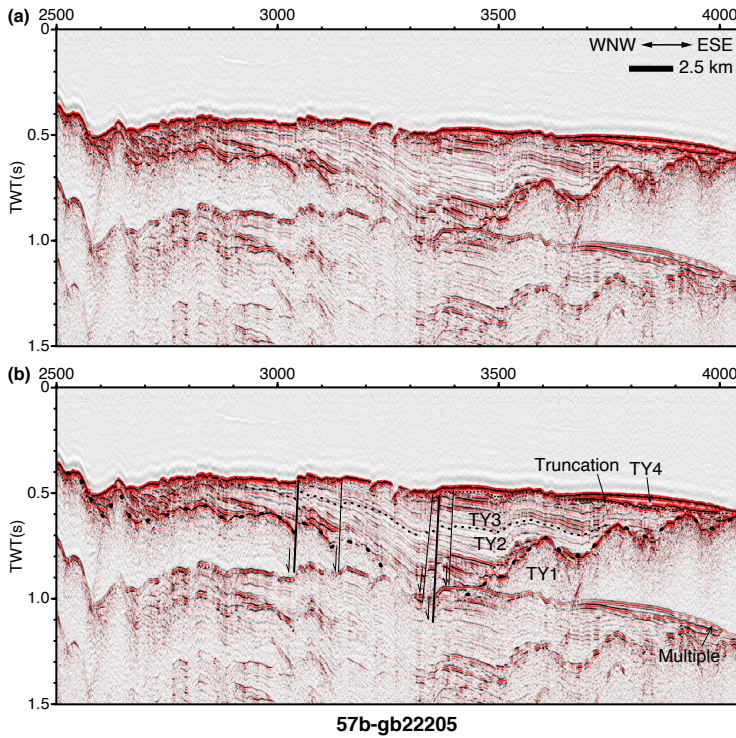 (a)
2500 3000 3500 4000
0
WNW ESE
2.5 km
0.5
TWT(s)
1.0
1.5
(b)
2500 3000 3500 4000
0
Truncation TY4
0.5
TY3
TY2
TWT(s)
TY1
1.0
Multiple
1.5
57b-gb22205